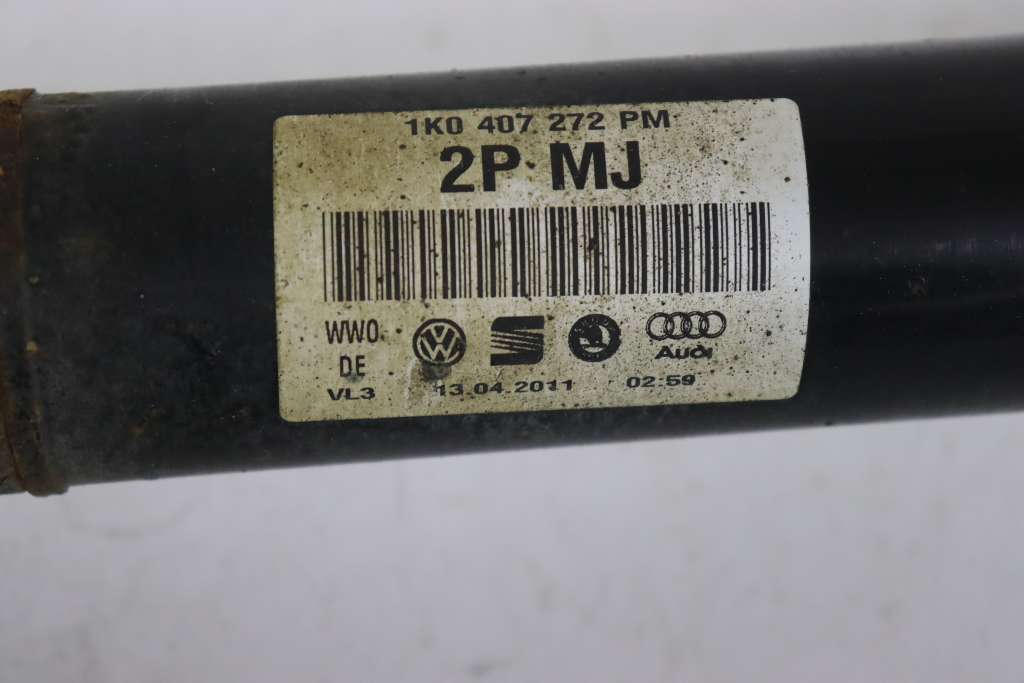 1K0 407 272 PM
2P MJ
WWO
DE
Audi
VL3 13.04.2011 02:59